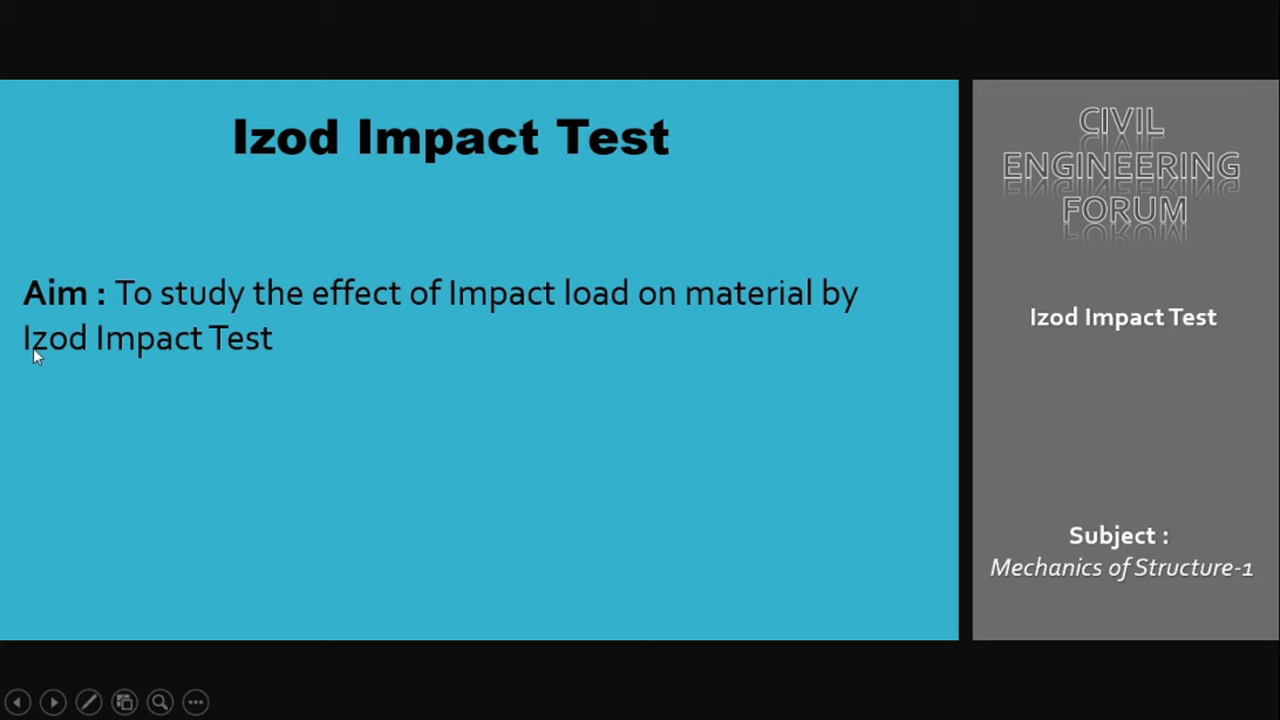 Izod Impact Test
Aim : To study the effect of Impact load on material by
Izod Impact Test
CIVIL
ENGINEERING
FORUM
Izod Impact Test
Subject :
Mechanics of Structure-1